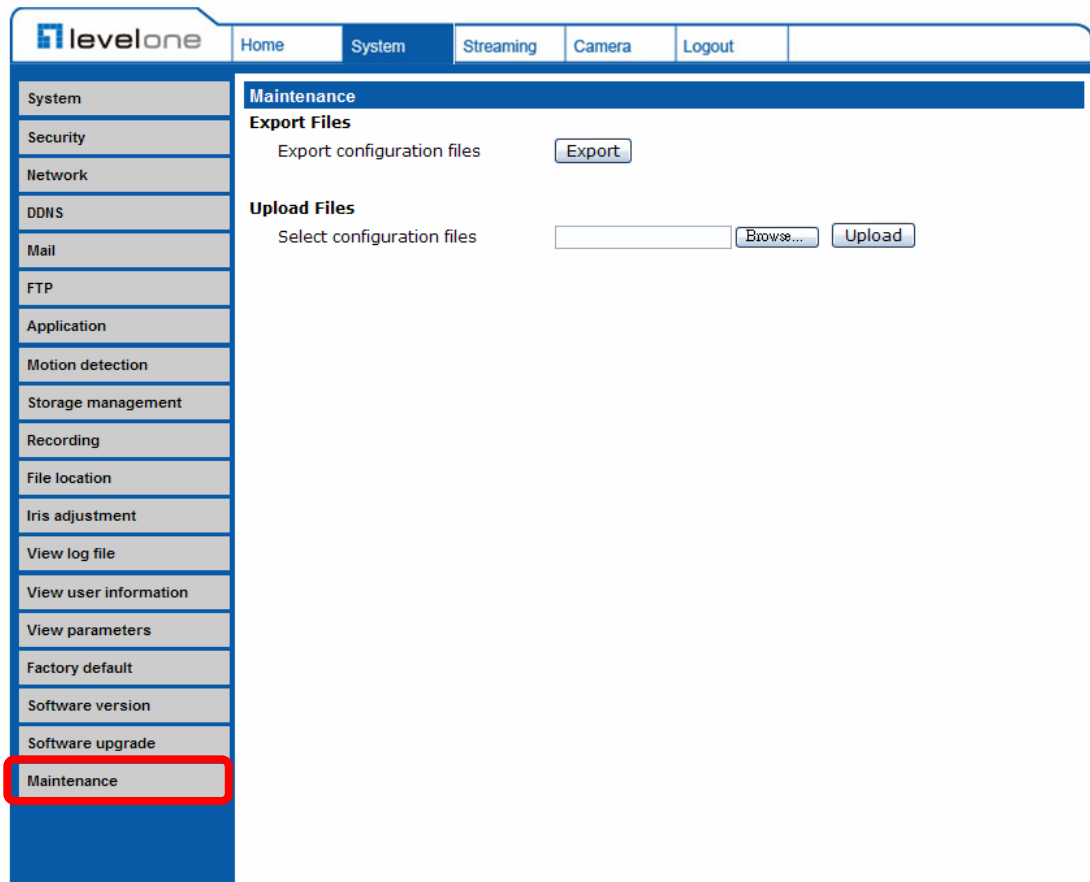 levelone
Home System Streaming Camera Logout
System
Security
Network
DDNS
Mail
FTP
Application
Motion detection
Storage management
Recording
File location
Iris adjustment
View log file
View user information
View parameters
Factory default
Software version
Software upgrade
Maintenance
Maintenance
Export Files
Export configuration files Export
Upload Files
Select configuration files Browse... Upload